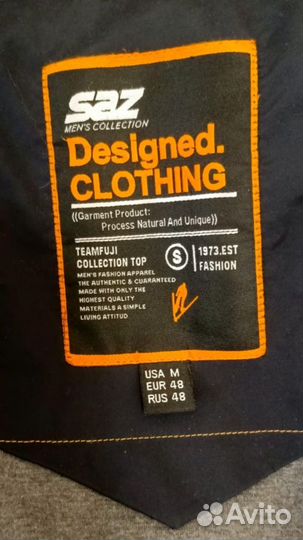 saz
MEN'S COLLECTION
Designed.
CLOTHING
((Garment Product:
Process Natural And Unique))
TEAMFUJI
COLLECTION TOP
MEN'S FASHION APPAREL
THE AUTHENTIC & CUARANTEED
MADE WITH ONLY THE
HIGHEST QUALITY
MATERIALS A SIMPLE
LIVING ATTITUD
S
1973.EST
FASHION
USA M
EUR 48
RUS 48
Avito